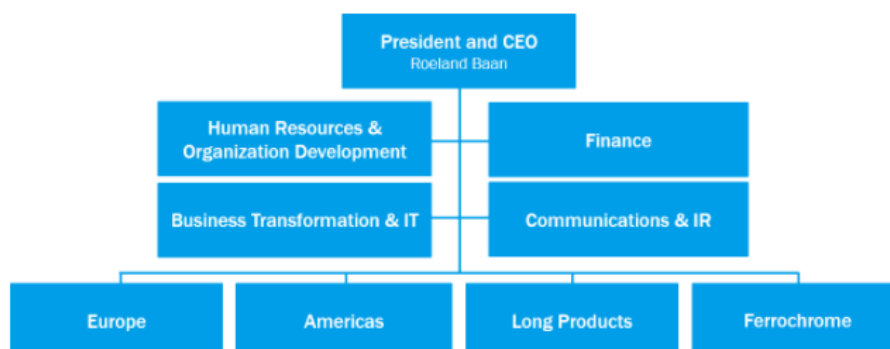 President and CEO
Roeland Baan
Human Resources &
Organization Development
Finance
Business Transformation & IT
Communications & IR
Europe
Americas
Long Products
Ferrochrome